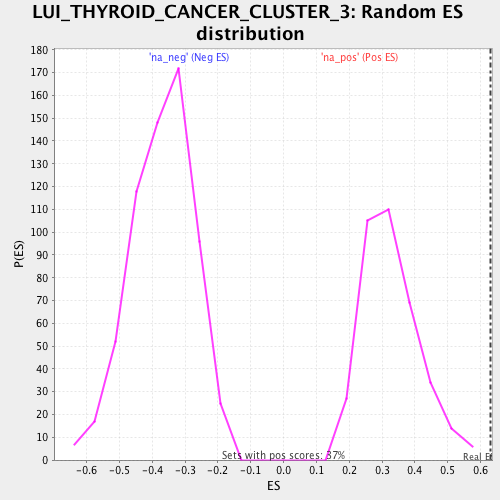 LUI_THYROID_CANCER_CLUSTER_3: Random ES
distribution
'na_neg' (Neg ES)
'na_pos' (Pos ES)
180
170
160
150
140
130
120
110
100
90
80
70
60
50
40
30
20
10
0
P(ES)
Sets with pos scores: 37%
Real
-0.6 -0.5 -0.4 -0.3 -0.2 -0.1 0.0 0.1 0.2 0.3 0.4 0.5 0.6
ES